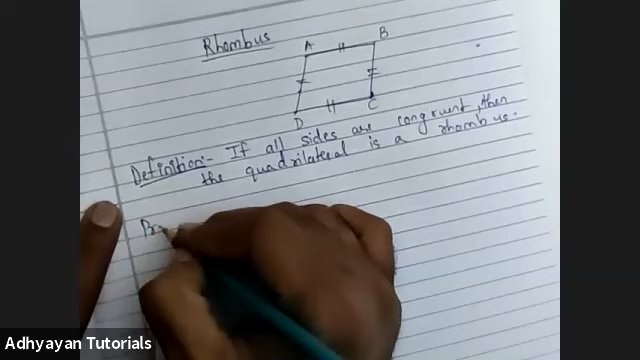 Rhombus
A
B
D
C
Definition:- If all sides are congruent, then
the quadrilateral is a rhombus.
Adhyayan Tutorials